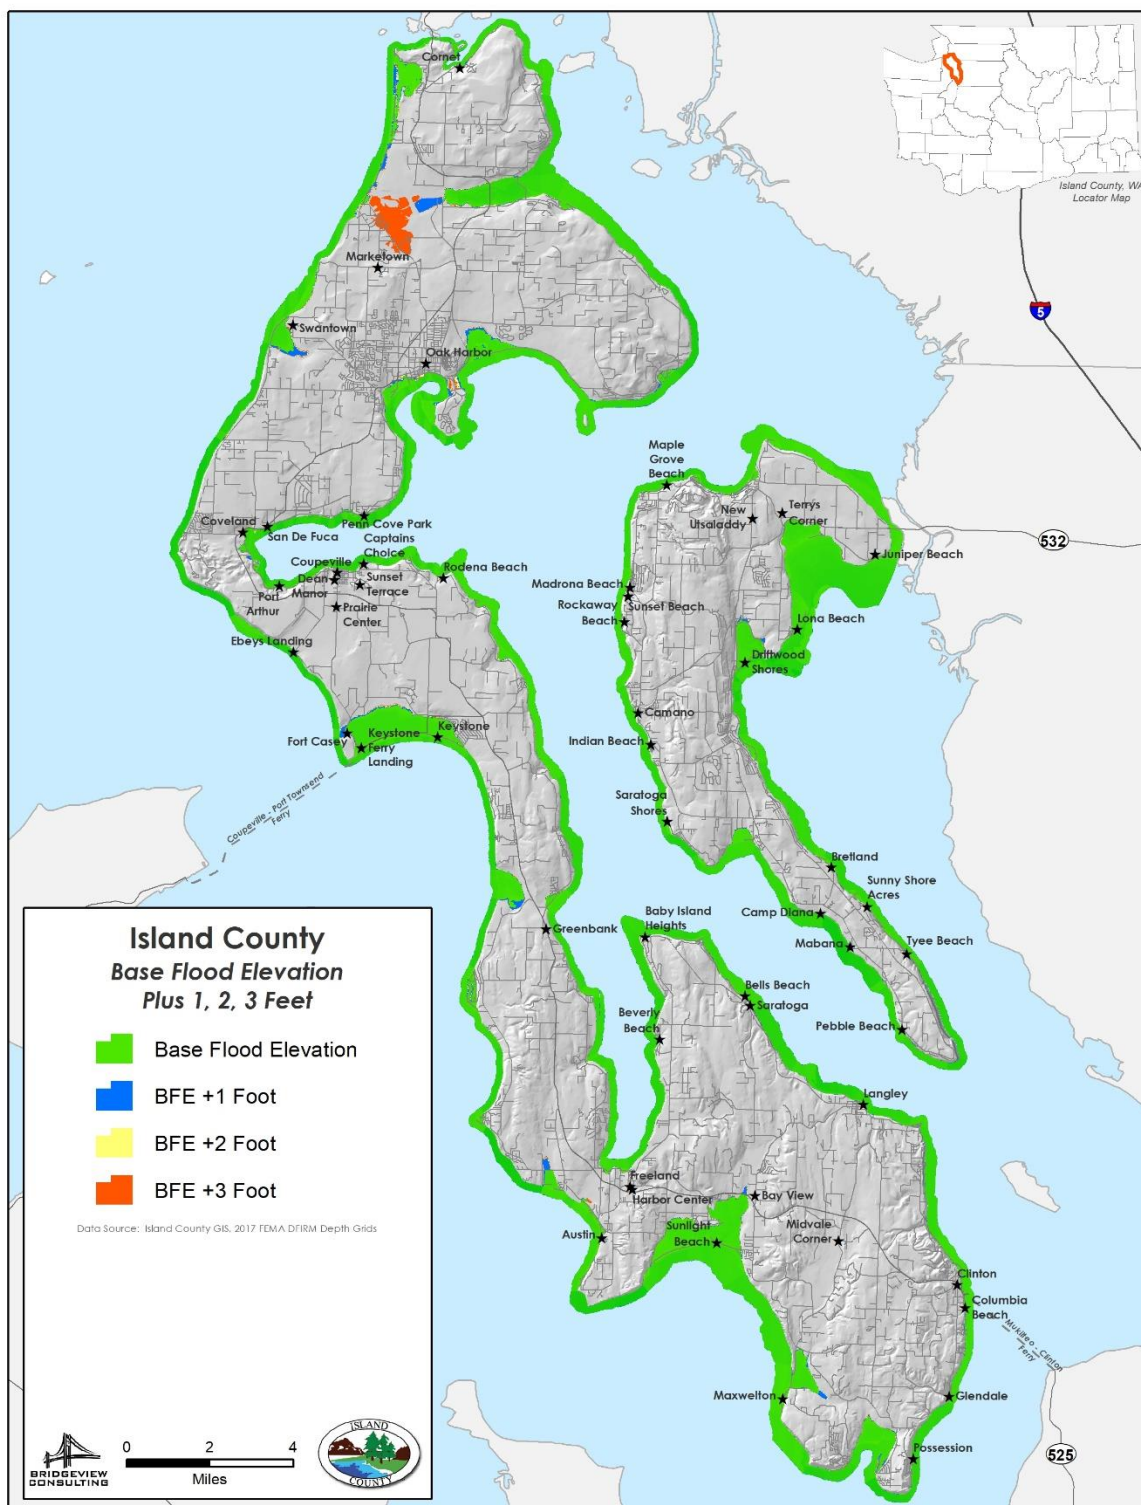 Cornet
Island County, WA
Locator Map
5
Marketown
Swantown
Oak Harbor
Maple
Grove
Beach
New
Utsaladdy
Terrys
Corner
Coveland
San De Fuca
Penn Cove Park
Captains
Choice
532
Juniper Beach
Coupeville
Dean
Manor
Sunset
Terrace
Rodena Beach
Port
Arthur
Prairie
Center
Madrona Beach
Sunset Beach
Rockaway
Beach
Lona Beach
Ebeys Landing
Driftwood
Shores
Camano
Fort Casey
Keystone
Ferry
Landing
Keystone
Indian Beach
Coupeville - Port Townsend
Ferry
Saratoga
Shores
Bretland
Sunny Shore
Acres
Camp Diana
Mabana
Tyee Beach
Baby Island
Heights
Greenbank
Bells Beach
Saratoga
Beverly
Beach
Pebble Beach
Langley
Freeland
Harbor Center
Bay View
Austin
Sunlight
Beach
Midvale
Corner
Clinton
Columbia
Beach
Mukilteo - Clinton
Ferry
Maxwelton
Glendale
Possession
525
Island County
Base Flood Elevation
Plus 1, 2, 3 Feet
Base Flood Elevation
BFE +1 Foot
BFE +2 Foot
BFE +3 Foot
Data Source: Island County GIS, 2017 FEMA DFIRM Depth Grids
BRIDGEVIEW
CONSULTING
0 2 4
Miles
ISLAND
COUNTY